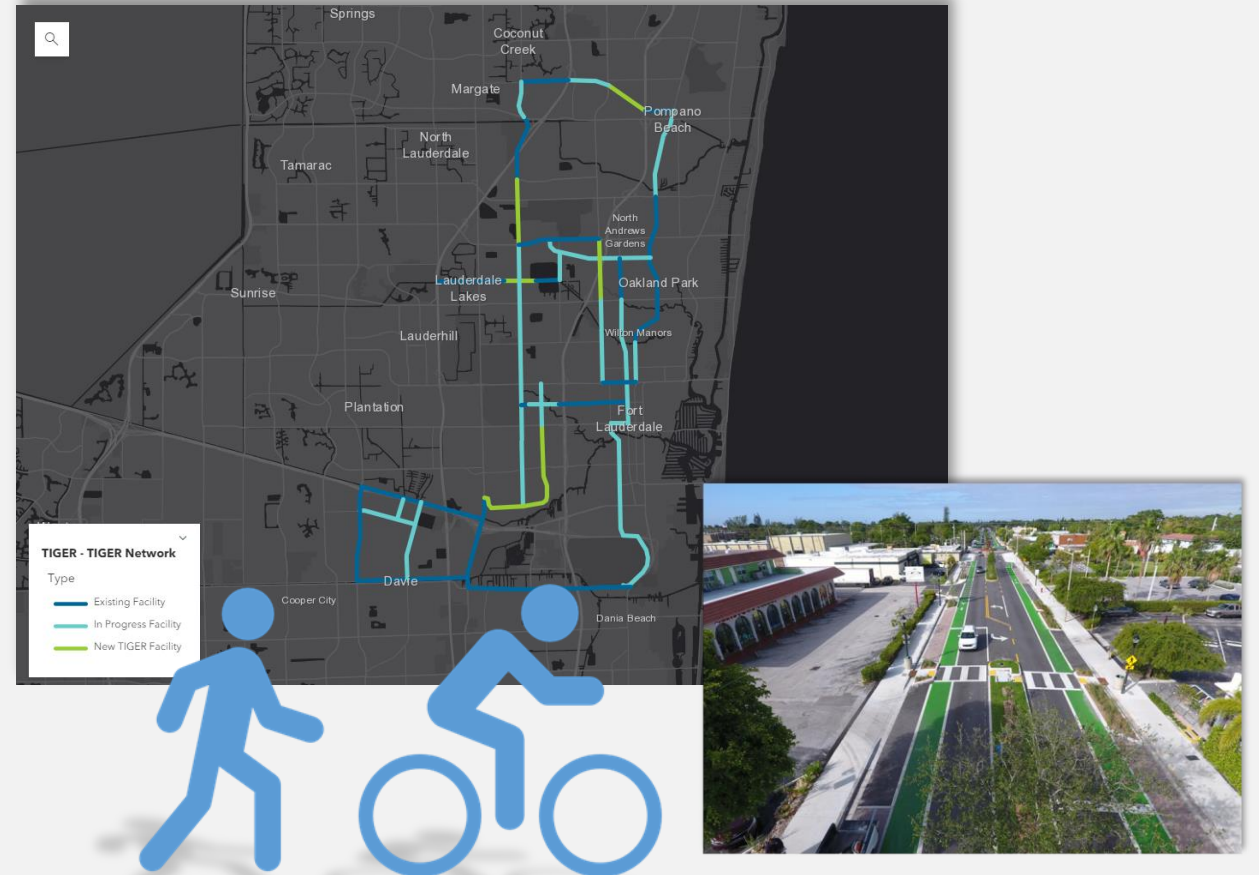 Springs
Coconut
Creek
Margate
Pompano
Beach
North
Lauderdale
Tamarac
North
Andrews
Gardens
Lauderdale
Lakes
Oakland Park
Sunrise
Lauderhill
Wilton Manors
Plantation
Fort
Lauderdale
TIGER - TIGER Network
Type
Existing Facility
In Progress Facility
New TIGER Facility
Davie
Cooper City
Dania Beach